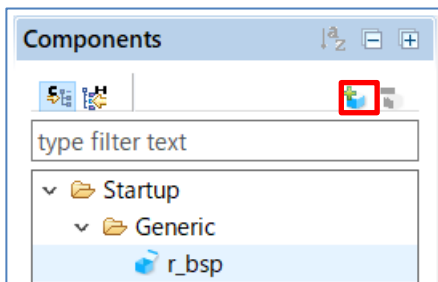 Components
type filter text
Startup
Generic
r_bsp